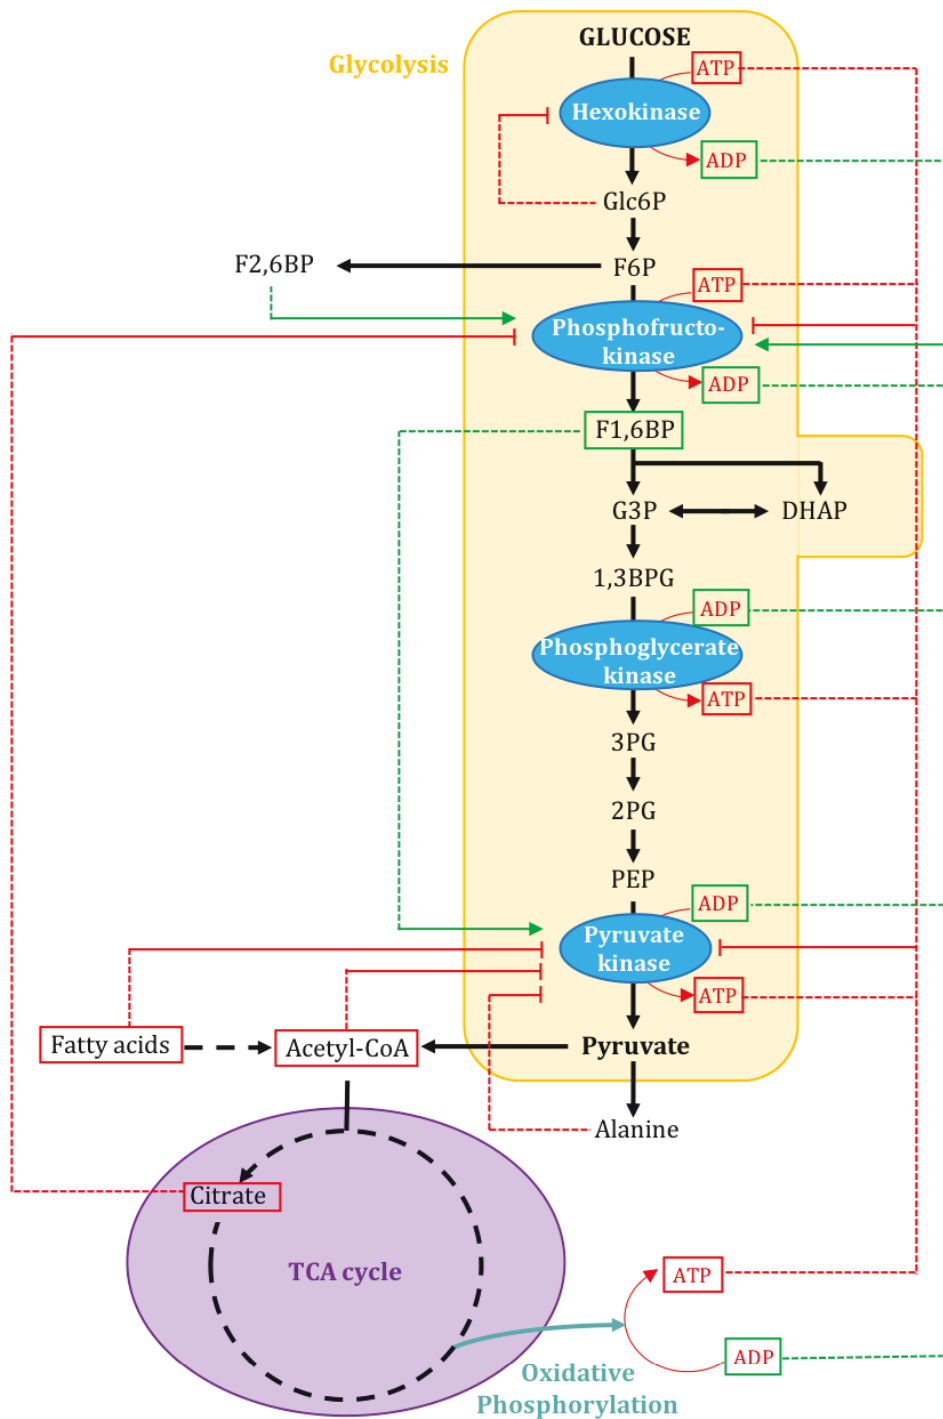 GLUCOSE
Glycolysis
ATP
Hexokinase
ADP
Glc6P
F2,6BP
F6P
ATP
Phosphofructo-
kinase
ADP
F1,6BP
G3P
DHAP
1,3BPG
ADP
Phosphoglycerate
kinase
ATP
3PG
2PG
PEP
ADP
Pyruvate
kinase
ATP
Fatty acids
Acetyl-CoA
Pyruvate
Alanine
Citrate
TCA cycle
ATP
ADP
Oxidative
Phosphorylation